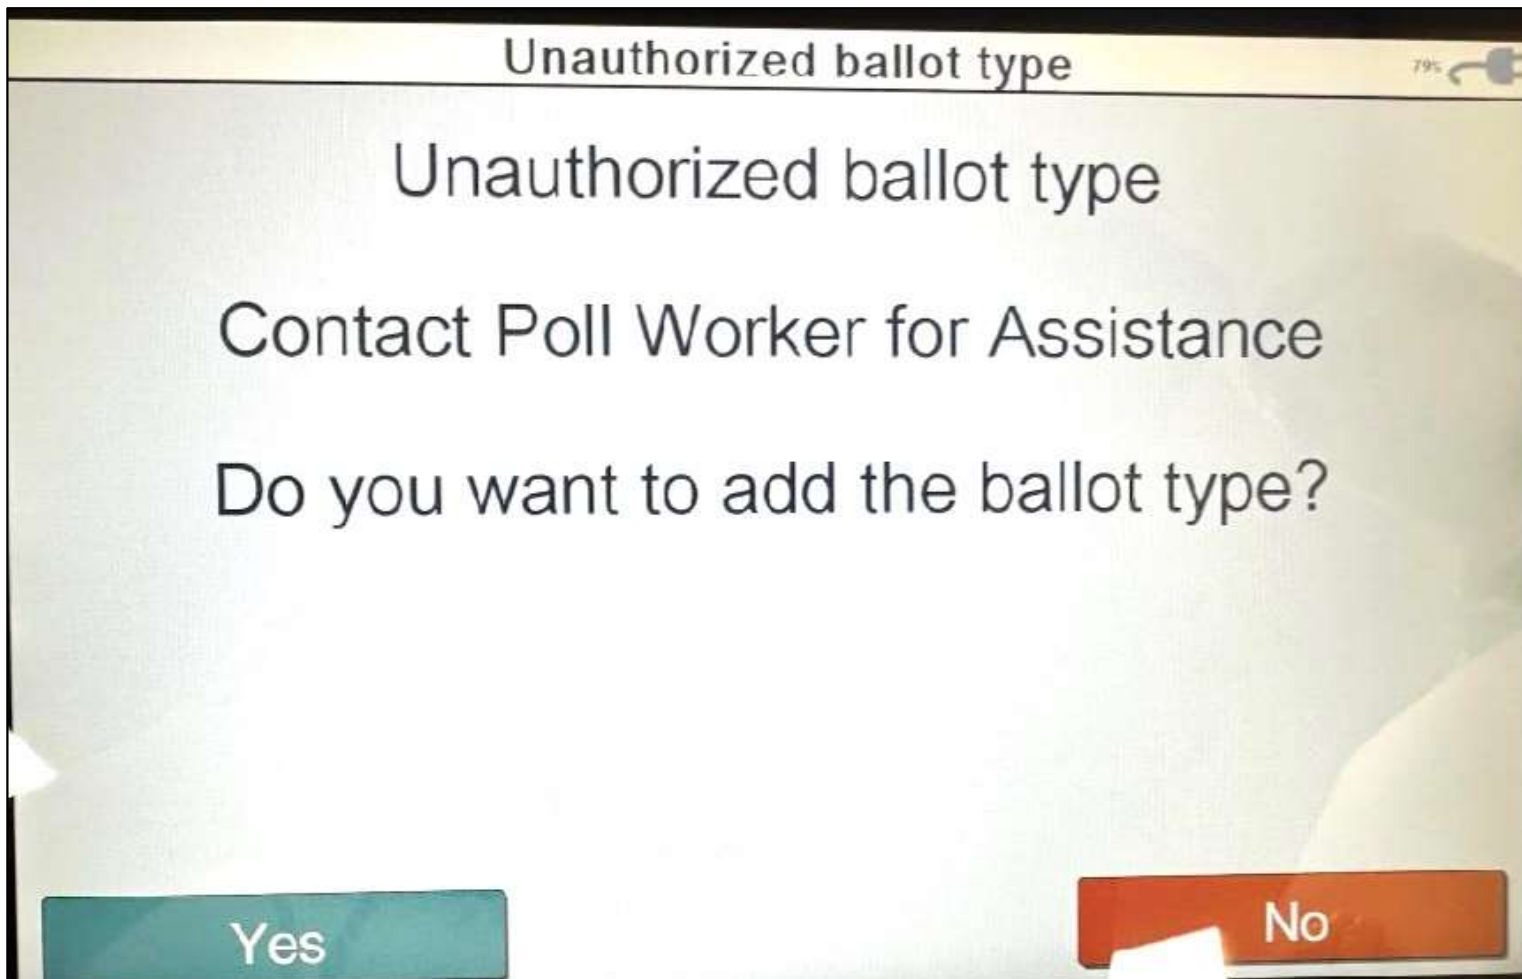 Unauthorized ballot type
79%
Unauthorized ballot type
Contact Poll Worker for Assistance
Do you want to add the ballot type?
Yes
No